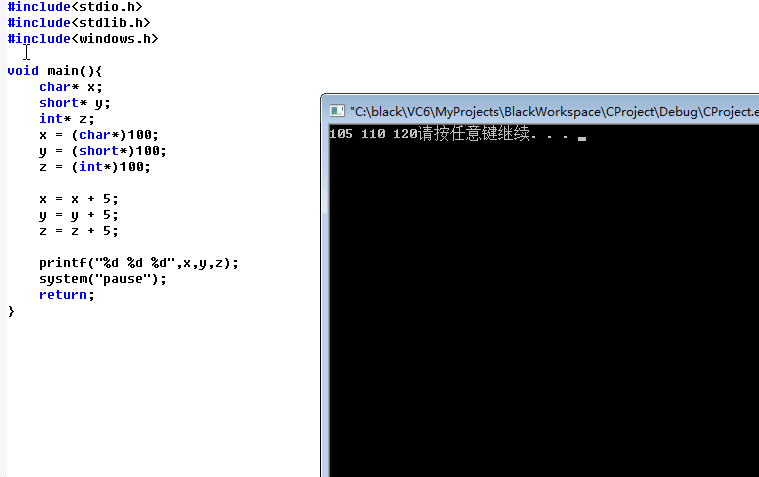 #include<stdio.h>
#include<stdlib.h>
#include<windows.h>
void main(){
char* x;
short* y;
int* z;
x = (char*)100;
y = (short*)100;
z = (int*)100;
x = x + 5;
y = y + 5;
z = z + 5;
printf("%d %d %d",x,y,z);
system("pause");
return;
}
"C:\black\VC6\MyProjects\BlackWorkspace\CProject\Debug\CProject.e
105 110 120请按任意键继续. . .